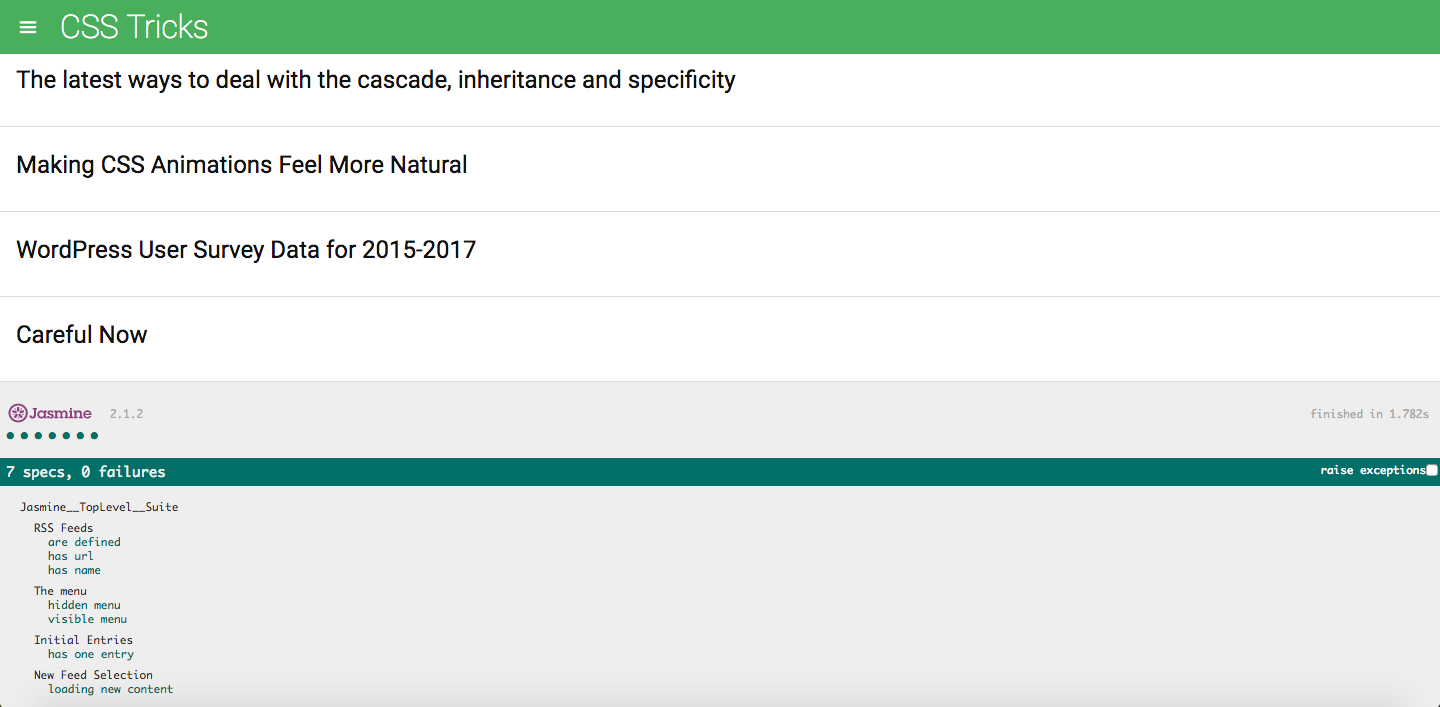 CSS Tricks
The latest ways to deal with the cascade, inheritance and specificity
Making CSS Animations Feel More Natural
WordPress User Survey Data for 2015-2017
Careful Now
Jasmine 2.1.2 finished in 1.782s
7 specs, 0 failures raise exceptions
Jasmine__TopLevel__Suite
RSS Feeds
are defined
has url
has name
The menu
hidden menu
visible menu
Initial Entries
has one entry
New Feed Selection
loading new content